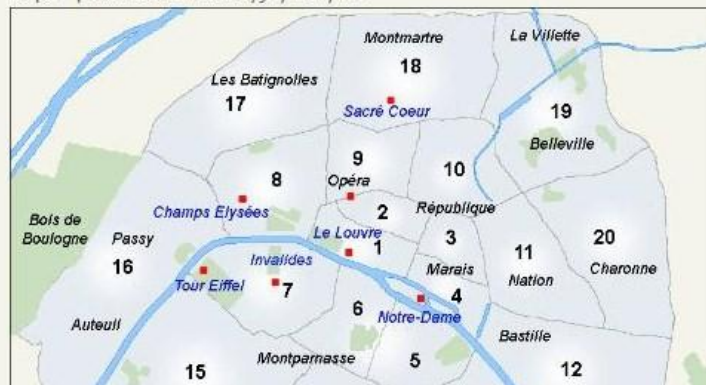 La Villette
Montmartre
18
Les Batignolles
17
Sacré Coeur
19
Belleville
9
10
8
Opéra
Champs Elysées
2
République
Bois de
Boulogne
Passy
16
Le Louvre
1
3
11
20
Invalides
Marais
Nation
Charonne
Tour Eiffel
7
4
Notre-Dame
6
Auteuil
Bastille
Montparnasse
5
15
12